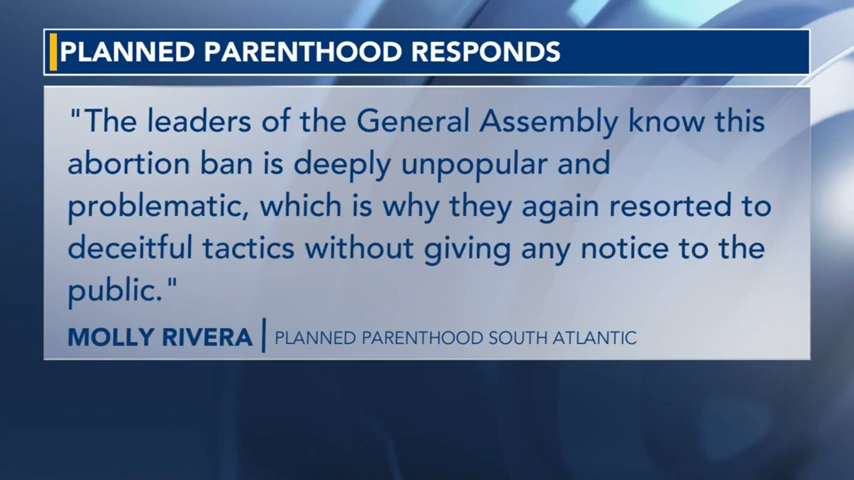 PLANNED PARENTHOOD RESPONDS
"The leaders of the General Assembly know this
abortion ban is deeply unpopular and
problematic, which is why they again resorted to
deceitful tactics without giving any notice to the
public."
MOLLY RIVERA | PLANNED PARENTHOOD SOUTH ATLANTIC